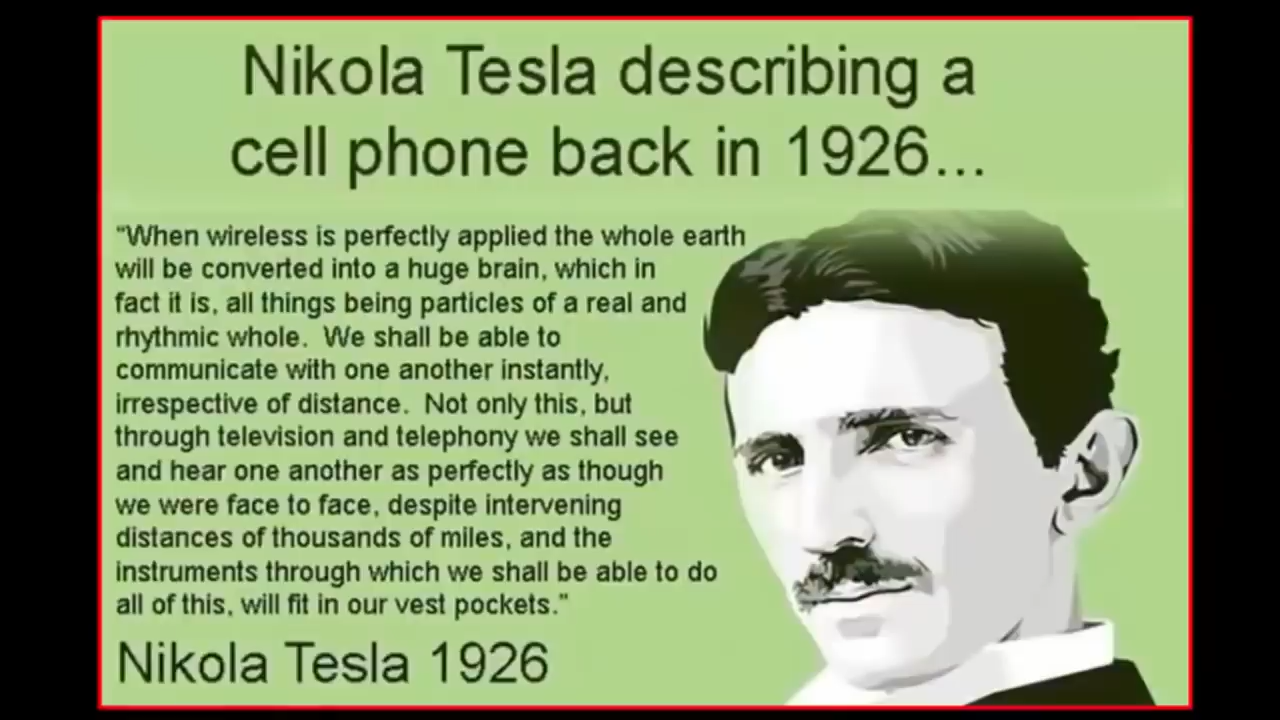 Nikola Tesla describing a
cell phone back in 1926...
“When wireless is perfectly applied the whole earth
will be converted into a huge brain, which in
fact it is, all things being particles of a real and
rhythmic whole.  We shall be able to
communicate with one another instantly,
irrespective of distance.  Not only this, but
through television and telephony we shall see
and hear one another as perfectly as though
we were face to face, despite intervening
distances of thousands of miles, and the
instruments through which we shall be able to do
all of this, will fit in our vest pockets.”
Nikola Tesla 1926